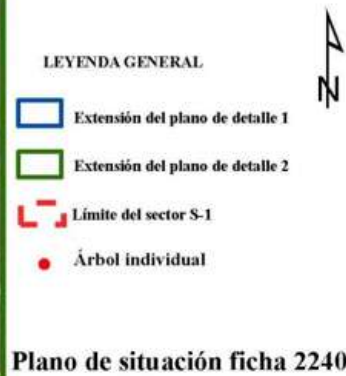 LEYENDA GENERAL
N
Extensión del plano de detalle 1
Extensión del plano de detalle 2
Límite del sector S-1
Árbol individual
Plano de situación ficha 2240